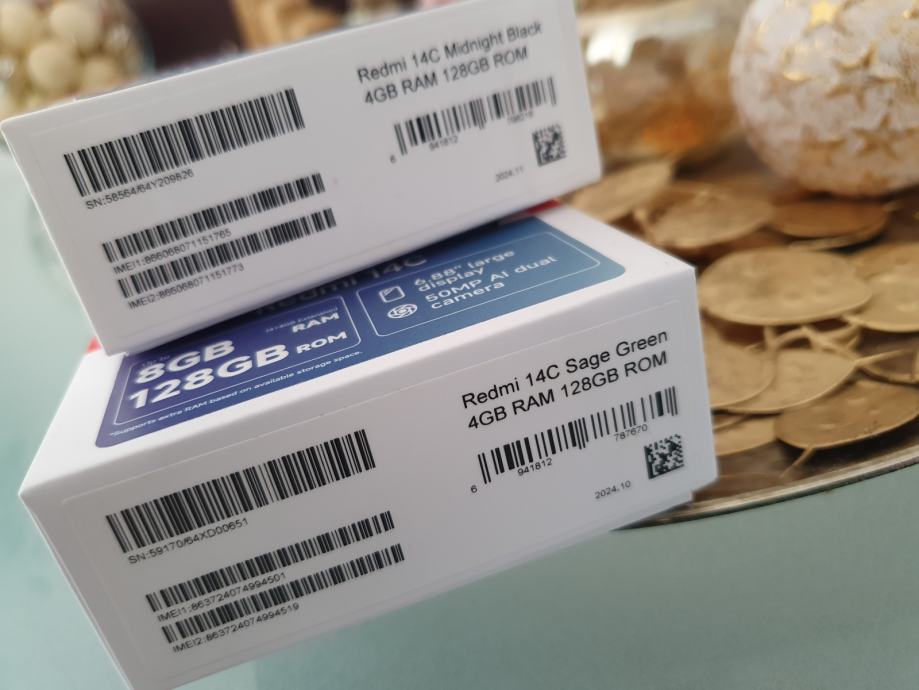 Redmi 14C Midnight Black
4GB RAM 128GB ROM
SN:58564/64Y209826
6 941812
2024.11
IMEI1:866068071151765
IMEI2:866068071151773
Redmi 14C
8GB
RAM
128GB ROM
*Supports extra RAM based on available storage space.
6.88" large
display
50MP AI dual
camera
Redmi 14C Sage Green
4GB RAM 128GB ROM
SN:59170/64XD00651
6 941812 787670
2024.10
IMEI1:863724074994501
IMEI2:863724074994519